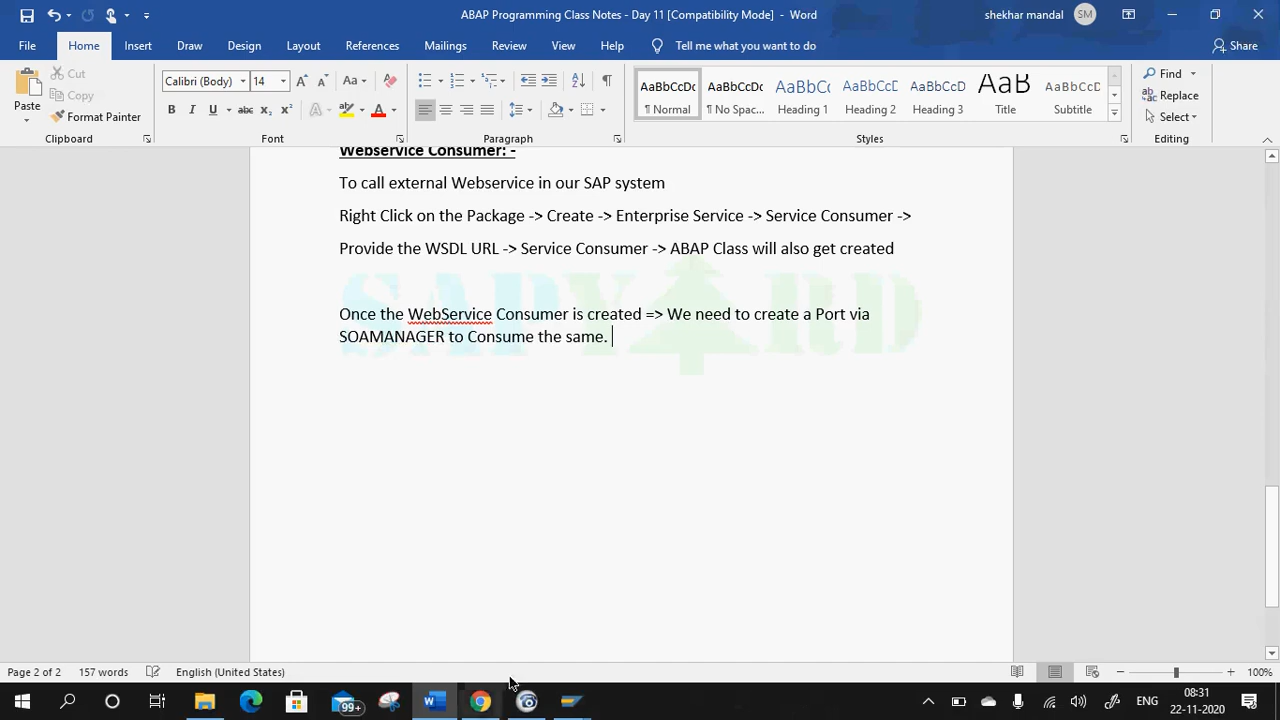 ABAP Programming Class Notes - Day 11 [Compatibility Mode] - Word
shekhar mandal
SM
File Home Insert Draw Design Layout References Mailings Review View Help Tell me what you want to do Share
Paste
Cut
Copy
Format Painter
Clipboard
Calibri (Body) 14
Font
Paragraph
AaBbCcDc AaBbCcDc AaBbC AaBbCcC AaBbCcD AaB AaBbCcD
¶ Normal ¶ No Spac... Heading 1 Heading 2 Heading 3 Title Subtitle
Styles
Find
Replace
Select
Editing
Webservice Consumer: -
To call external Webservice in our SAP system
Right Click on the Package -> Create -> Enterprise Service -> Service Consumer ->
Provide the WSDL URL -> Service Consumer -> ABAP Class will also get created
SAPYARD
Once the WebService Consumer is created => We need to create a Port via
SOAMANAGER to Consume the same.
Page 2 of 2 157 words English (United States) 100%
99+
ENG
08:31
22-11-2020